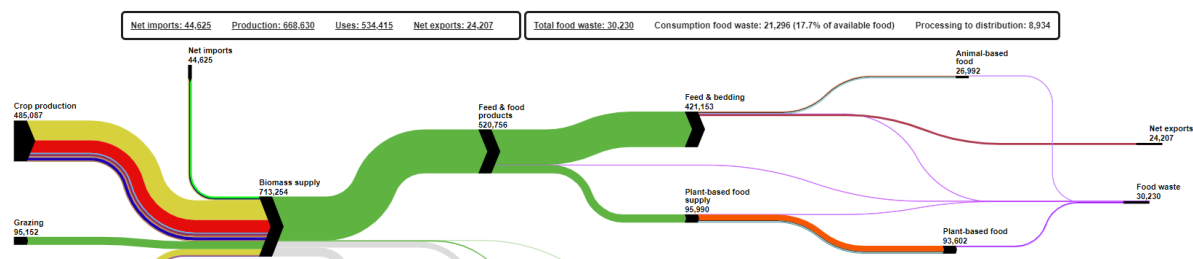 Net imports: 44,625 Production: 668,630 Uses: 534,415 Net exports: 24,207
Total food waste: 30,230 Consumption food waste: 21,296 (17.7% of available food) Processing to distribution: 8,934
Net imports
44,625
Animal-based
food
26,992
Crop production
485,087
Feed & food
products
520,756
Feed & bedding
421,153
Net exports
24,207
Biomass supply
713,254
Plant-based food
supply
95,990
Food waste
30,230
Grazing
95,152
Plant-based food
93,602